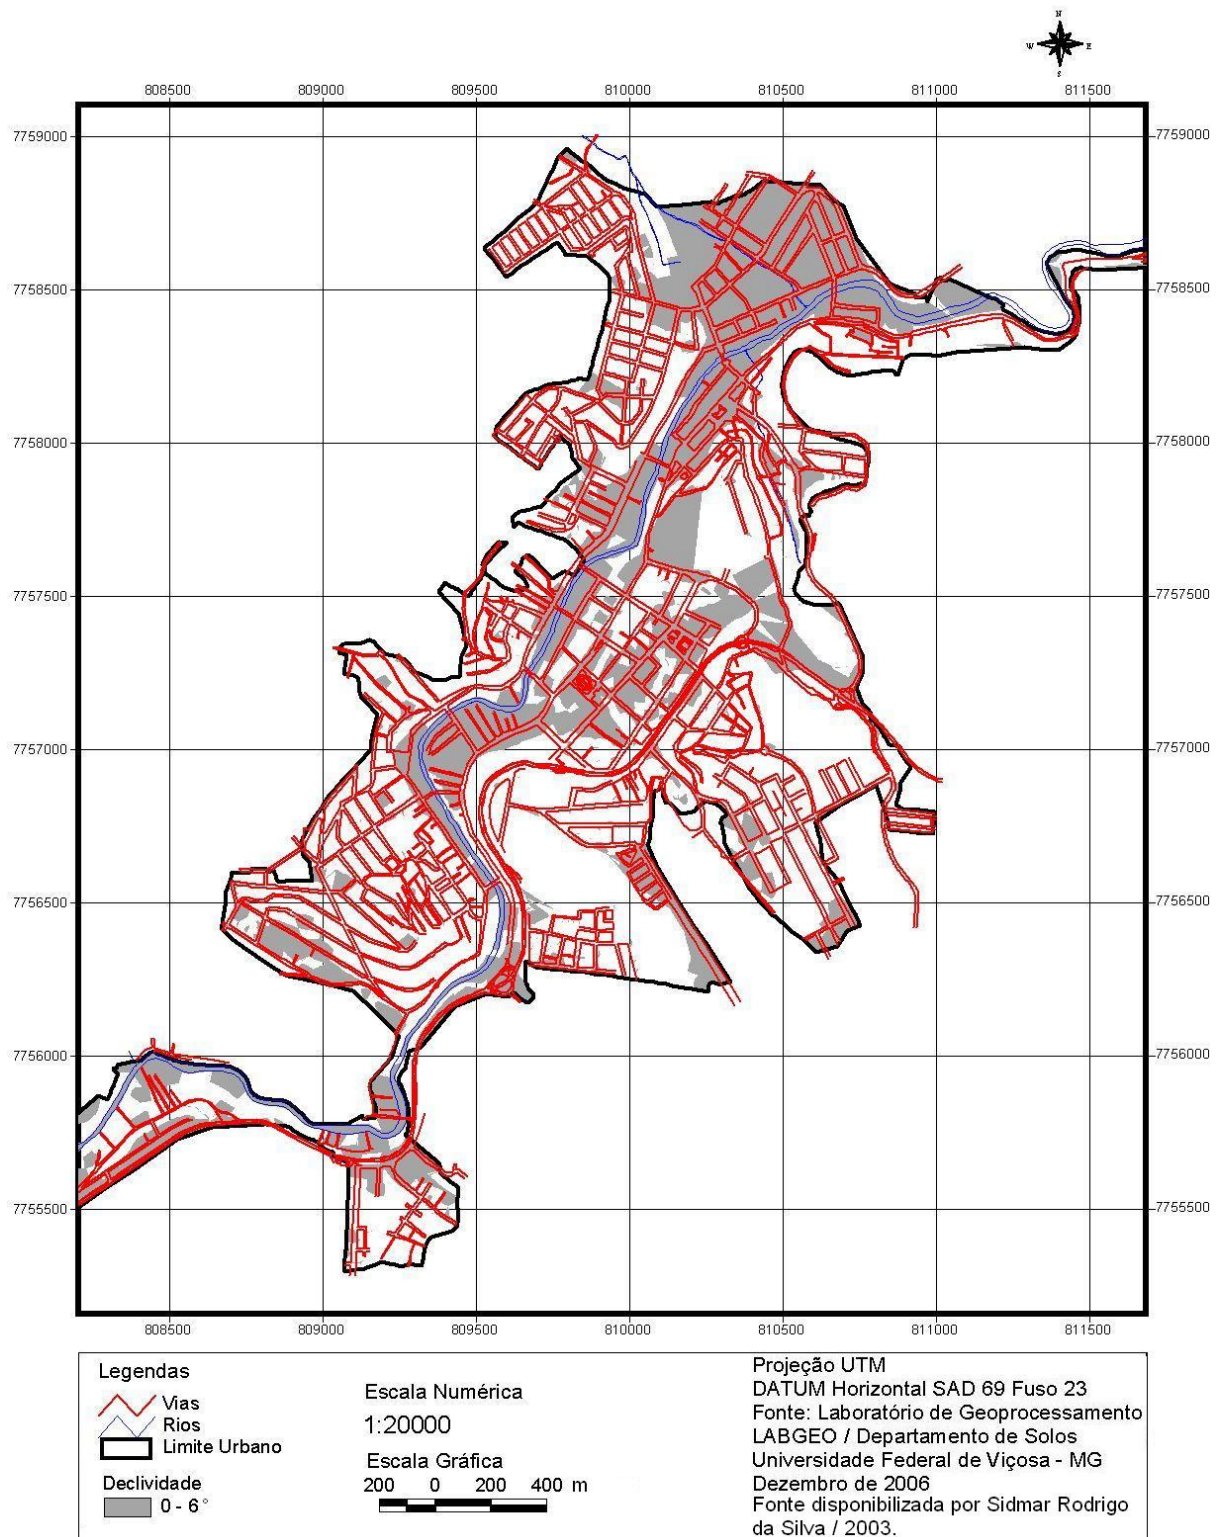 N
W E
S
808500 809000 809500 810000 810500 811000 811500
7759000 7759000
7758500 7758500
7758000 7758000
7757500 7757500
7757000 7757000
7756500 7756500
7756000 7756000
7755500 7755500
808500 809000 809500 810000 810500 811000 811500
Legendas
Vias
Rios
Limite Urbano
Declividade
0 - 6°
Escala Numérica
1:20000
Escala Gráfica
200 0 200 400 m
Projeção UTM
DATUM Horizontal SAD 69 Fuso 23
Fonte: Laboratório de Geoprocessamento
LABGEO / Departamento de Solos
Universidade Federal de Viçosa - MG
Dezembro de 2006
Fonte disponibilizada por Sidmar Rodrigo
da Silva / 2003.